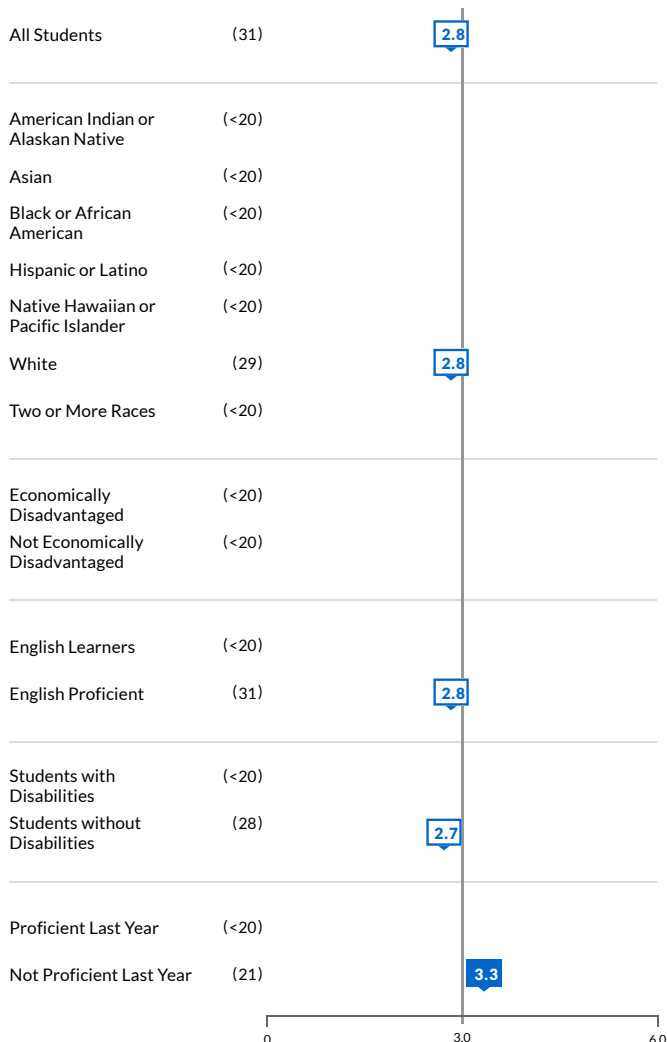 All Students (31) 2.8
American Indian or (<20)
Alaskan Native
Asian (<20)
Black or African (<20)
American
Hispanic or Latino (<20)
Native Hawaiian or (<20)
Pacific Islander
White (29) 2.8
Two or More Races (<20)
Economically (<20)
Disadvantaged
Not Economically (<20)
Disadvantaged
English Learners (<20)
English Proficient (31) 2.8
Students with (<20)
Disabilities
Students without (28) 2.7
Disabilities
Proficient Last Year (<20)
Not Proficient Last Year (21) 3.3
0 3.0 6.0